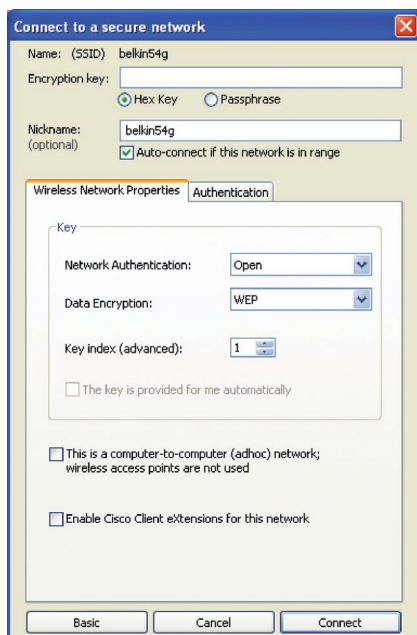 Connect to a secure network
Name: (SSID) belkin54g
Encryption key:
Hex Key Passphrase
Nickname: belkin54g
(optional)
Auto-connect if this network is in range
Wireless Network Properties Authentication
Key
Network Authentication: Open
Data Encryption: WEP
Key index (advanced): 1
The key is provided for me automatically
This is a computer-to-computer (adhoc) network;
wireless access points are not used
Enable Cisco Client eXtensions for this network
Basic Cancel Connect